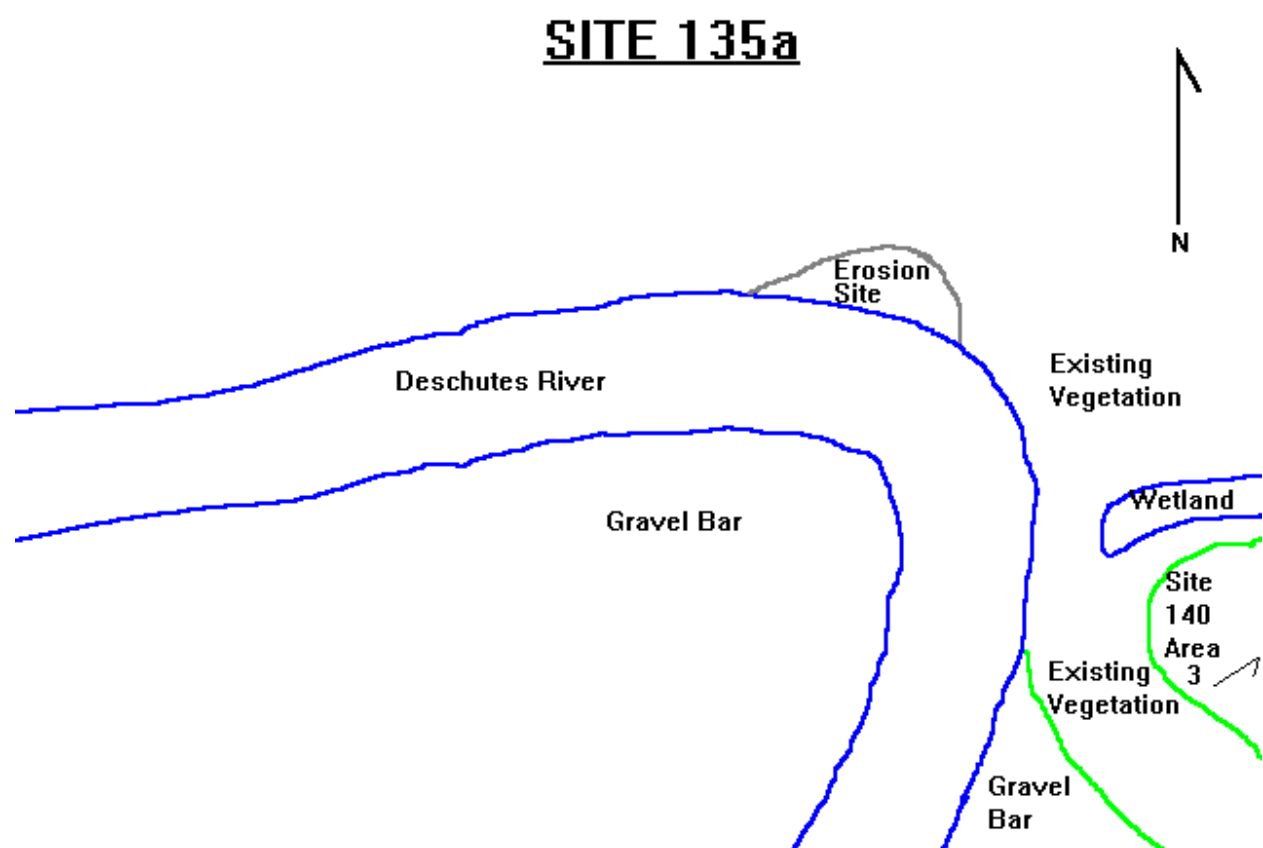 SITE 135a
N
Erosion
Site
Deschutes River
Existing
Vegetation
Wetland
Gravel Bar
Site
140
Area
3
Existing
Vegetation
Gravel
Bar